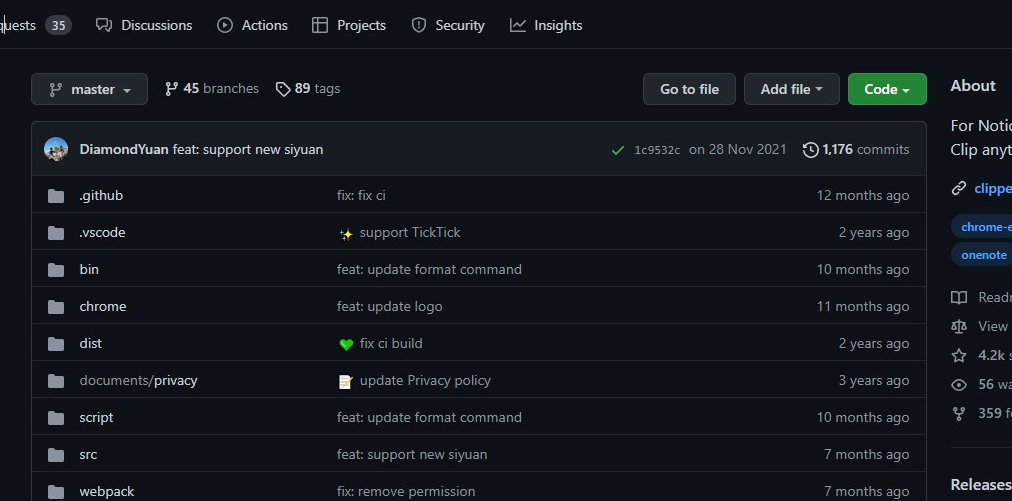 quests 35 Discussions Actions Projects Security Insights
master 45 branches 89 tags Go to file Add file Code
DiamondYuan feat: support new siyuan 1c9532c on 28 Nov 2021 1,176 commits
.github fix: fix ci 12 months ago
.vscode support TickTick 2 years ago
bin feat: update format command 10 months ago
chrome feat: update logo 11 months ago
dist fix ci build 2 years ago
documents/privacy update Privacy policy 3 years ago
script feat: update format command 10 months ago
src feat: support new siyuan 7 months ago
webpack fix: remove permission 7 months ago
About
For Notic
Clip anyt
clippe
chrome-e
onenote
Readn
View
4.2k s
56 wa
359 fo
Releases